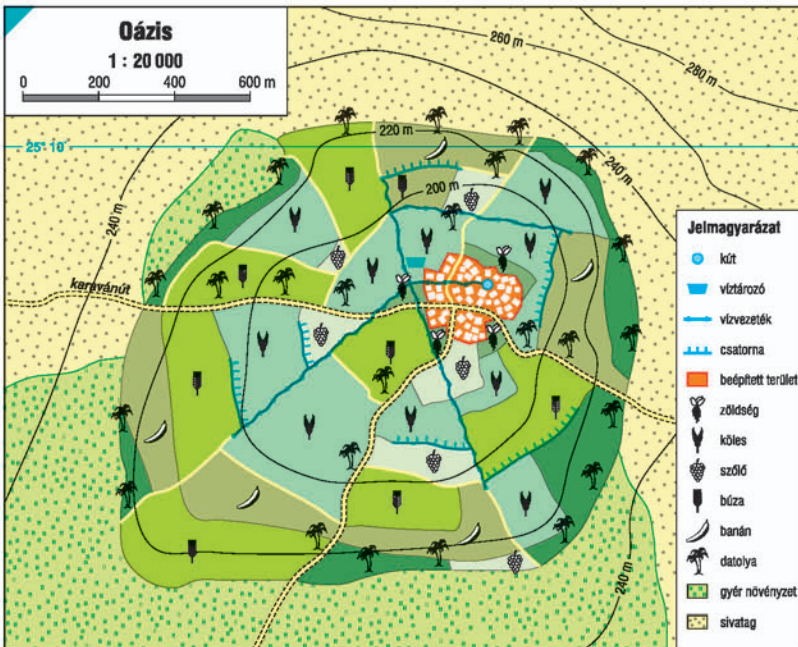 Oázis
1 : 20 000
0 200 400 600 m
260 m
280 m
220 m
25° 10'
240 m
200 m
240 m
karavánút
240 m
Jelmagyarázat
kút
víztározó
vízvezeték
csatorna
beépített terület
zöldség
köles
szőlő
búza
banán
datolya
gyér növényzet
sivatag